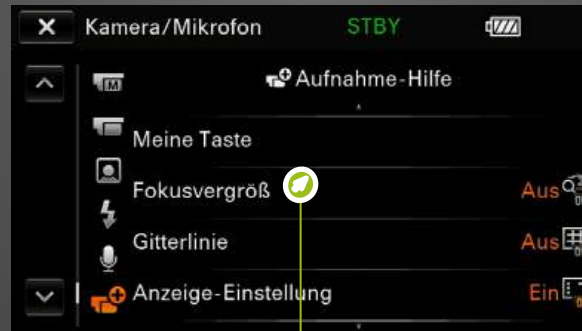 Kamera/Mikrofon STBY
Aufnahme-Hilfe
Meine Taste
Fokusvergröß Aus
Gitterlinie Aus
Anzeige-Einstellung Ein